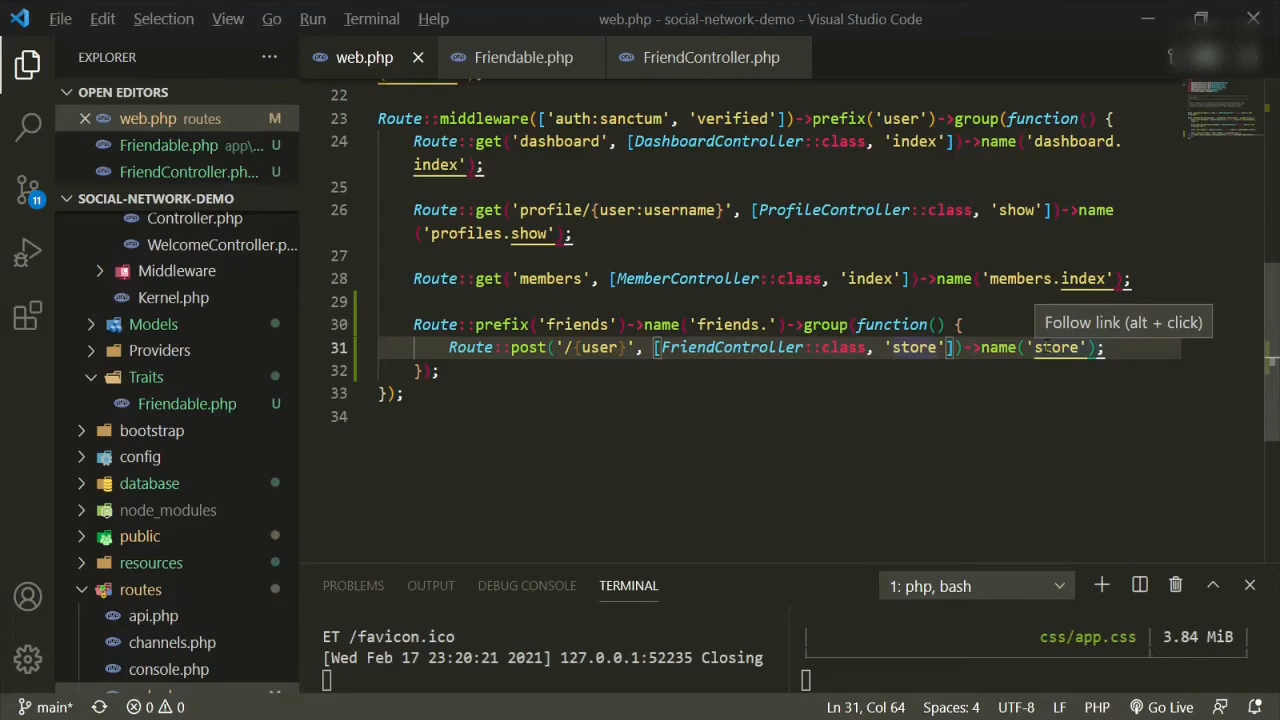 File Edit Selection View Go Run Terminal Help web.php - social-network-demo - Visual Studio Code
EXPLORER
web.php Friendable.php FriendController.php
OPEN EDITORS
web.php routes M
Friendable.php app\... U
FriendController.ph... U
SOCIAL-NETWORK-DEMO
Controller.php
WelcomeController.p...
Middleware
Kernel.php
Models
Providers
Traits
Friendable.php U
bootstrap
config
database
node_modules
public
resources
routes
api.php
channels.php
console.php
22
23 Route::middleware(['auth:sanctum', 'verified'])->prefix('user')->group(function() {
24 Route::get('dashboard', [DashboardController::class, 'index'])->name('dashboard.
index');
25
26 Route::get('profile/{user:username}', [ProfileController::class, 'show'])->name
('profiles.show');
27
28 Route::get('members', [MemberController::class, 'index'])->name('members.index');
29
30 Route::prefix('friends')->name('friends.')->group(function() {
Follow link (alt + click)
31 Route::post('/{user}', [FriendController::class, 'store'])->name('store');
32 });
33 });
34
PROBLEMS OUTPUT DEBUG CONSOLE TERMINAL 1: php, bash
ET /favicon.ico
[Wed Feb 17 23:20:21 2021] 127.0.0.1:52235 Closing
css/app.css | 3.84 MiB
main* 0 0 Ln 31, Col 64 Spaces: 4 UTF-8 LF PHP Go Live
11